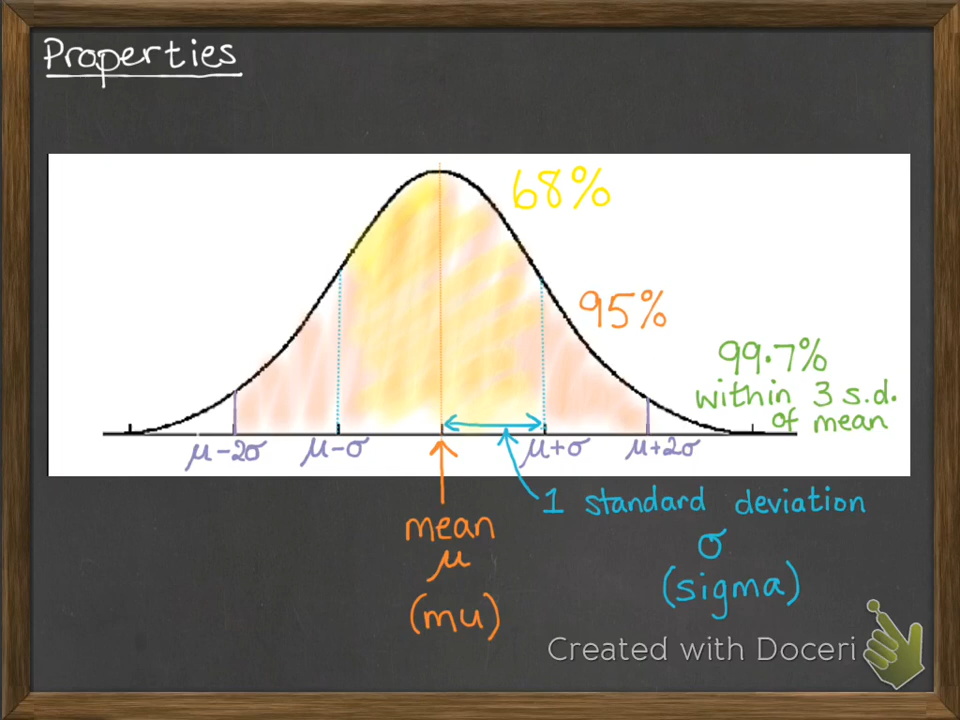 Properties
68%
95%
99.7%
within 3 s.d.
of mean
μ-2σ μ-σ μ+σ μ+2σ
1 standard deviation
σ
(sigma)
mean
μ
(mu)
Created with Doceri